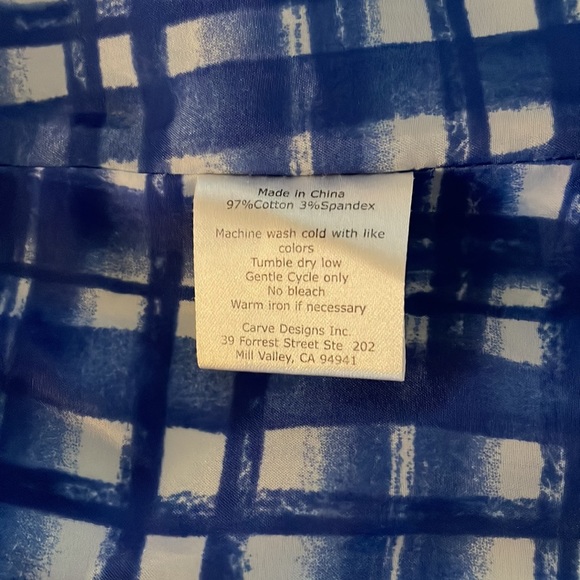 Made in China
97%Cotton 3%Spandex
Machine wash cold with like
colors
Tumble dry low
Gentle Cycle only
No bleach
Warm iron if necessary
Carve Designs Inc.
39 Forrest Street Ste 202
Mill Valley, CA 94941